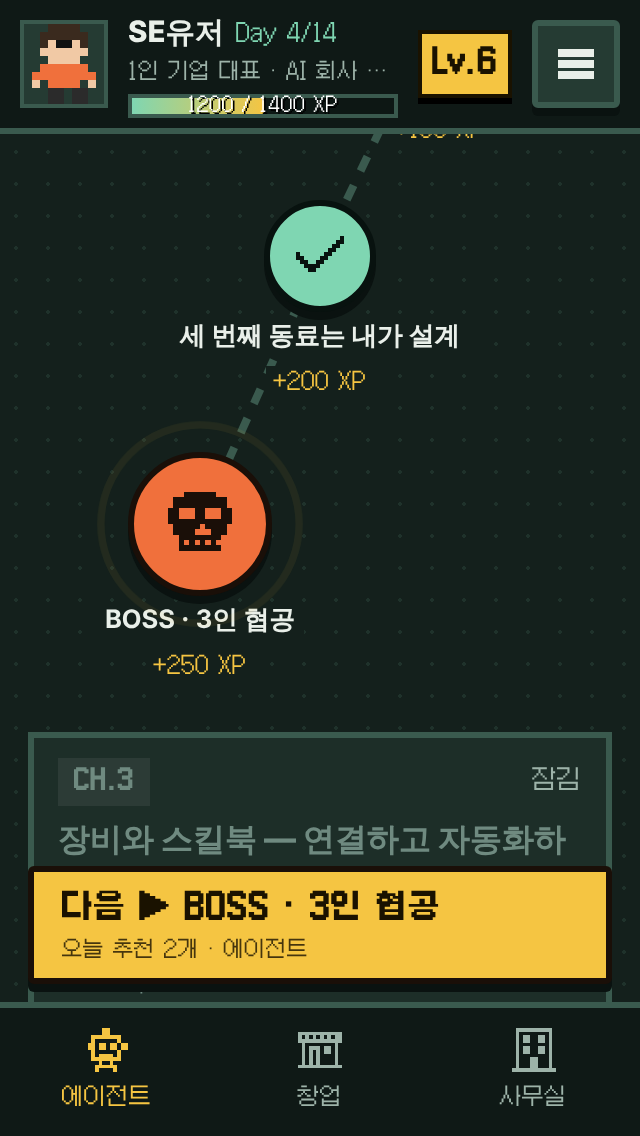 SE유저 Day 4/14
1인 기업 대표 · AI 회사 ···
1200 / 1400 XP
Lv.6
세 번째 동료는 내가 설계
+200 XP
BOSS · 3인 협공
+250 XP
CH.3
잠김
장비와 스킬북 — 연결하고 자동화하
다음 ▶ BOSS · 3인 협공
오늘 추천 2개 · 에이전트
에이전트
창업
사무실